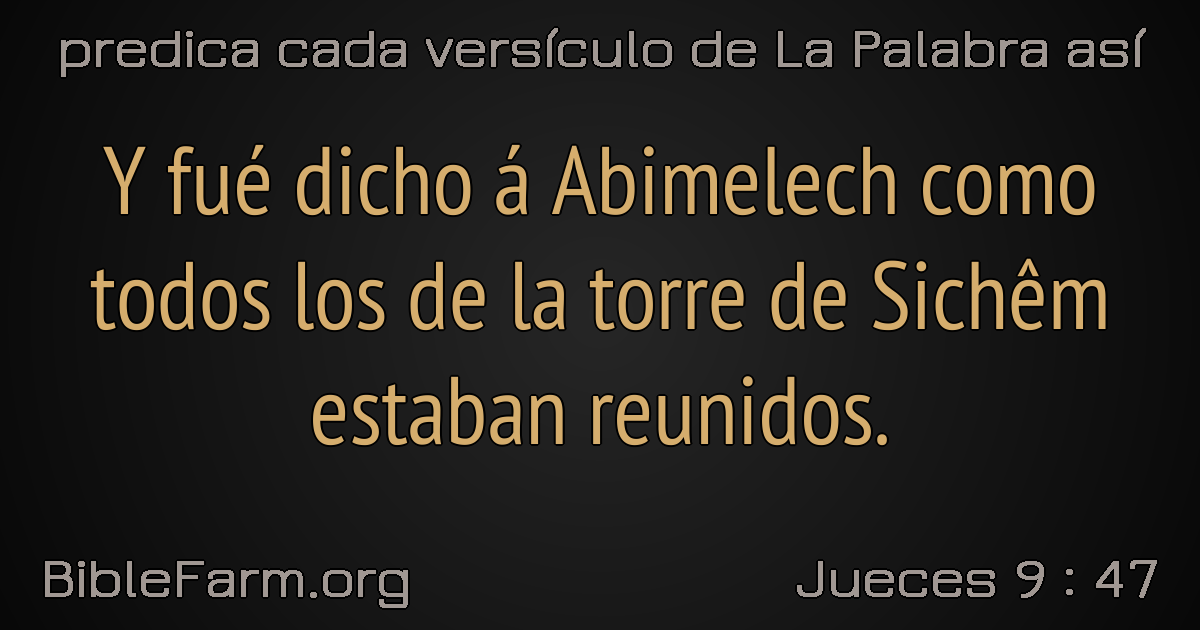 predica cada versículo de La Palabra así
Y fué dicho á Abimelech como
todos los de la torre de Sichêm
estaban reunidos.
BibleFarm.org
Jueces 9 : 47